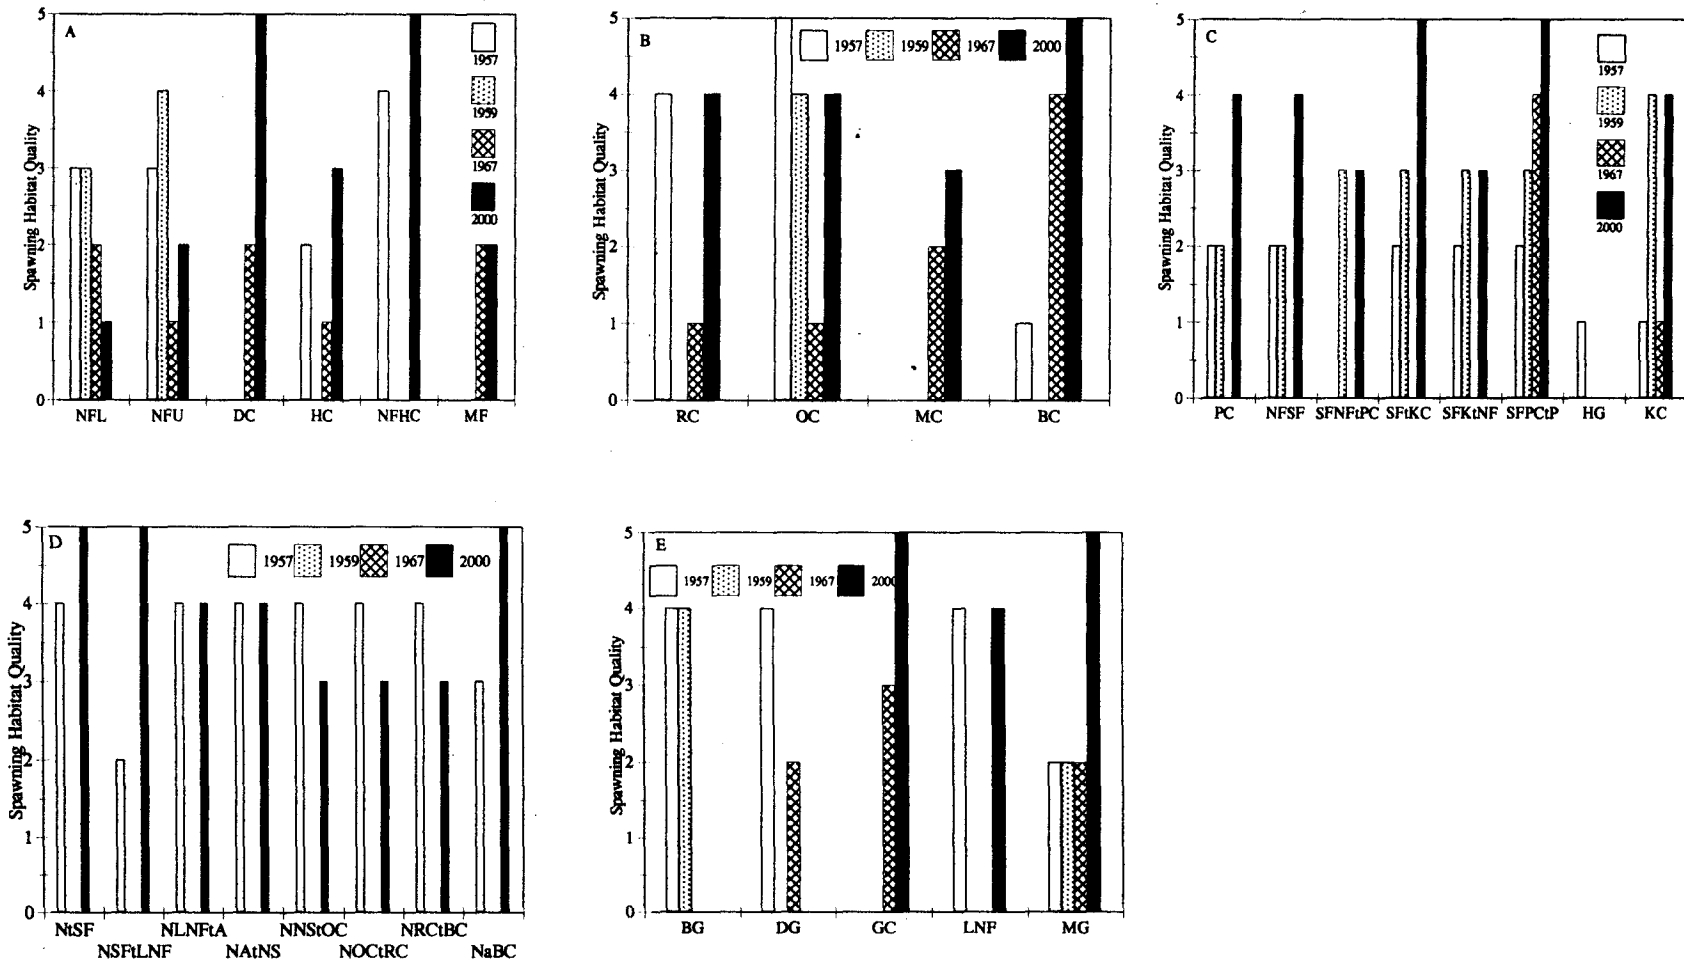 A
Spawning Habitat Quality
5
4
3
2
1
0
1957
1959
1967
2000
NFL NFU DC HC NFHC MF
B
1957 1959 1967 2000
Spawning Habitat Quality
5
4
3
2
1
0
RC OC MC BC
C
1957
1959
1967
2000
Spawning Habitat Quality
5
4
3
2
1
0
PC NFSF SFNFtPC SFtKC SFKtNF SFPCtP HG KC
D
1957 1959 1967 2000
Spawning Habitat Quality
5
4
3
2
1
0
NtSF NLNFtA NNStOC NRCtBC
NSFtLNF NAtNS NOCtRC NaBC
E
1957 1959 1967 2000
Spawning Habitat Quality
5
4
3
2
1
0
BG DG GC LNF MG